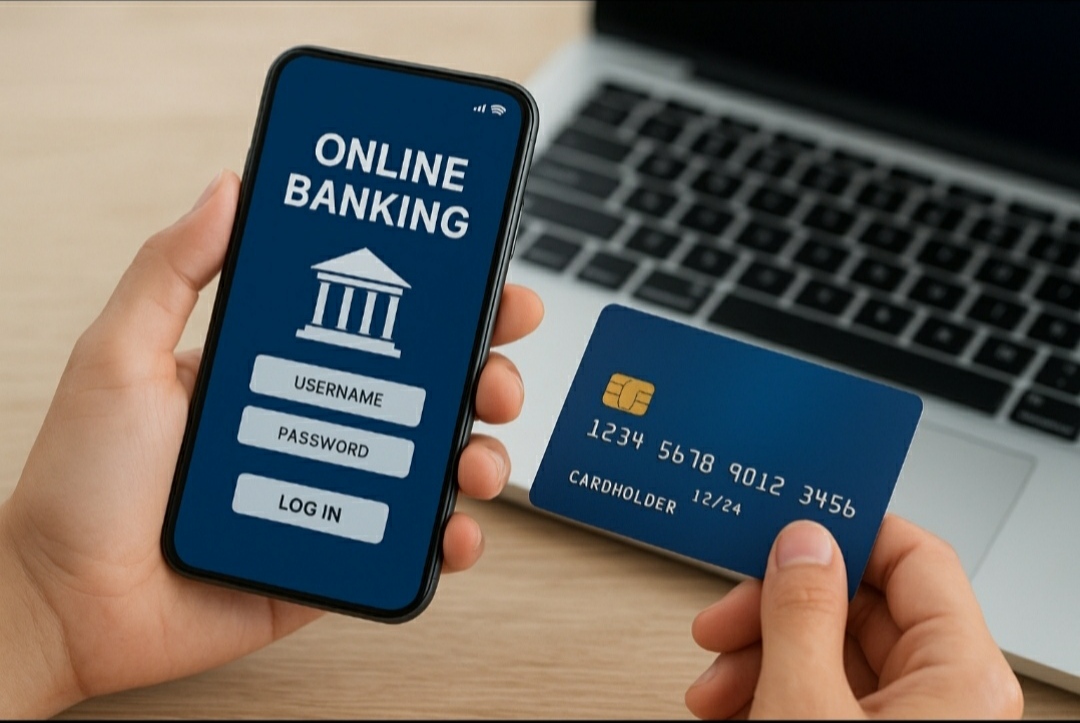 ONLINE
BANKING
USERNAME
PASSWORD
LOG IN
1234 5678 9012 3456
CARDHOLDER 12/24